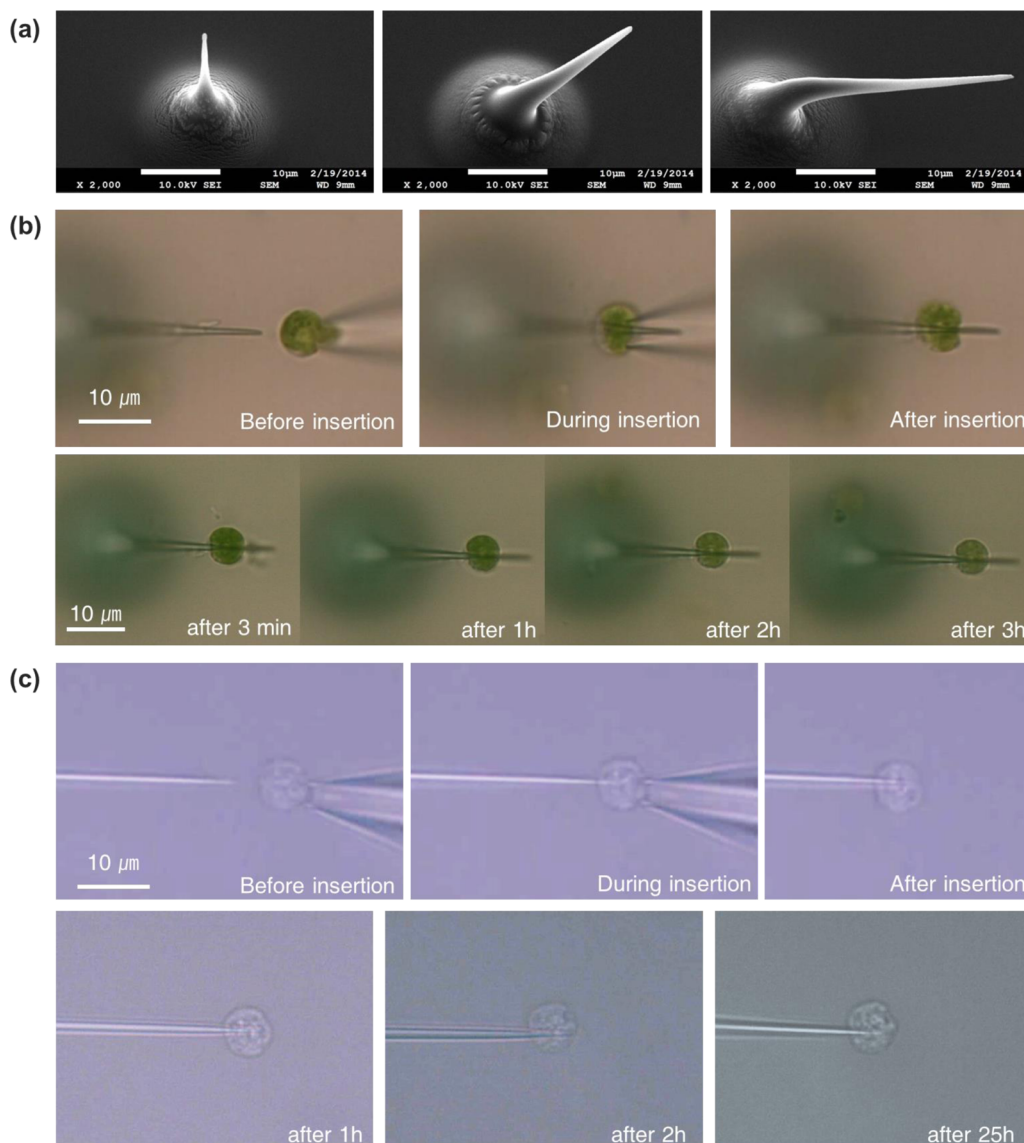 (a)
10μm 2/19/2014
X 2,000 10.0kV SEI SEM WD 9mm
10μm 2/19/2014
X 2,000 10.0kV SEI SEM WD 9mm
10μm 2/19/2014
X 2,000 10.0kV SEI SEM WD 9mm
(b)
10 μm
Before insertion
During insertion
After insertion
10 μm
after 3 min
after 1h
after 2h
after 3h
(c)
10 μm
Before insertion
During insertion
After insertion
after 1h
after 2h
after 25h